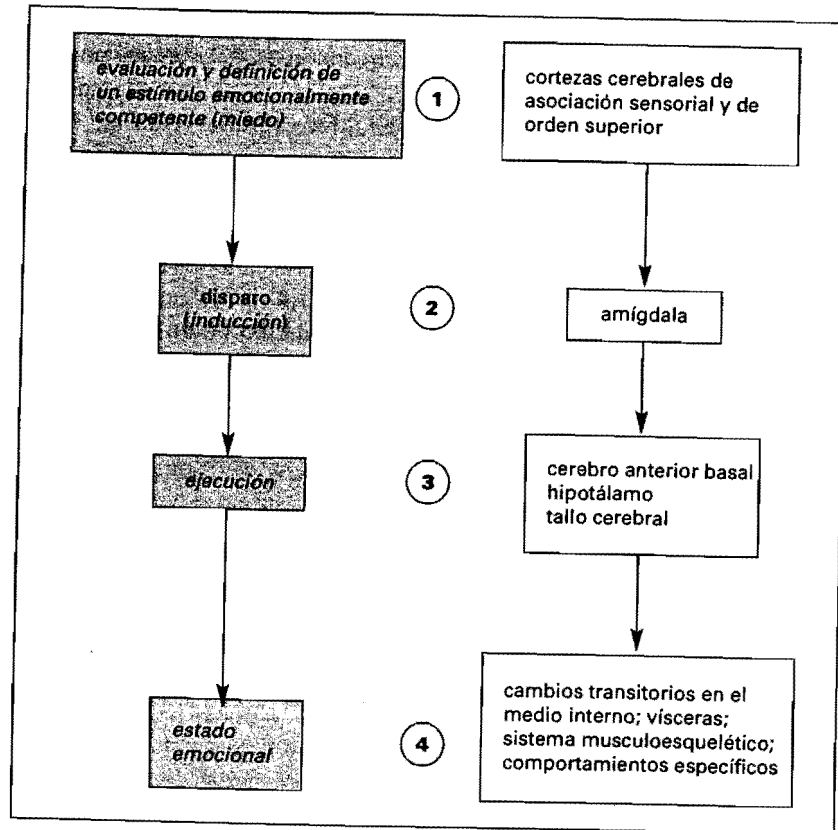 evaluación y definición de
un estímulo emocionalmente
competente (miedo)
1
cortezas cerebrales de
asociación sensorial y de
orden superior
disparo
(inducción)
2
amígdala
ejecución
3
cerebro anterior basal
hipotálamo
tallo cerebral
estado
emocional
4
cambios transitorios en el
medio interno; vísceras;
sistema musculoesquelético;
comportamientos específicos